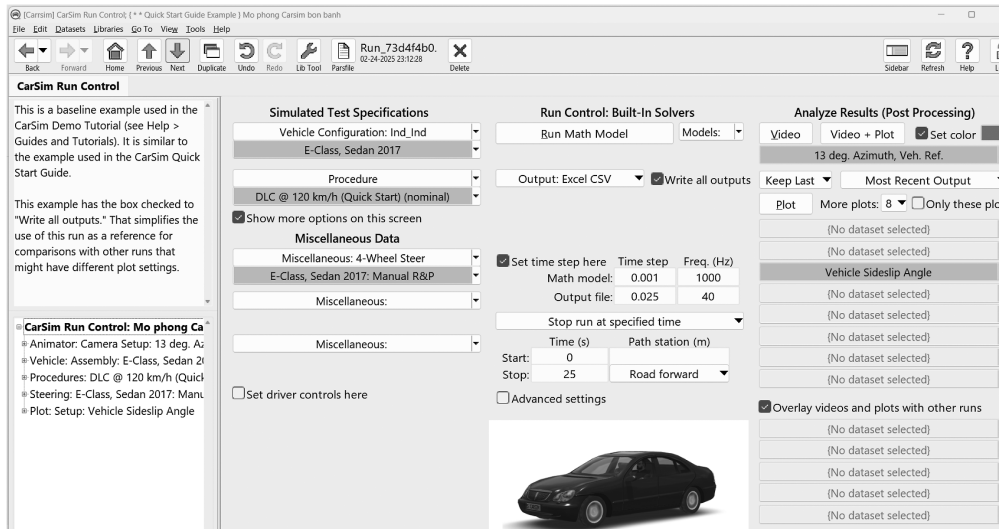 [Carrsim] CarSim Run Control; { * * Quick Start Guide Example } Mo phong Carsim bon banh
File Edit Datasets Libraries Go To View Tools Help
Back Forward Home Previous Next Duplicate Undo Redo Lib Tool Parsfile
Run_73d4f4b0.
02-24-2025 23:12:28
Delete Sidebar Refresh Help
CarSim Run Control
This is a baseline example used in the
CarSim Demo Tutorial (see Help >
Guides and Tutorials). It is similar to
the example used in the CarSim Quick
Start Guide.
This example has the box checked to
"Write all outputs." That simplifies the
use of this run as a reference for
comparisons with other runs that
might have different plot settings.
CarSim Run Control: Mo phong Ca
Animator: Camera Setup: 13 deg. Az
Vehicle: Assembly: E-Class, Sedan 20
Procedures: DLC @ 120 km/h (Quick
Steering: E-Class, Sedan 2017: Manu
Plot: Setup: Vehicle Sideslip Angle
Simulated Test Specifications
Vehicle Configuration: Ind_Ind
E-Class, Sedan 2017
Procedure
DLC @ 120 km/h (Quick Start) (nominal)
Show more options on this screen
Miscellaneous Data
Miscellaneous: 4-Wheel Steer
E-Class, Sedan 2017: Manual R&P
Miscellaneous:
Miscellaneous:
Set driver controls here
Run Control: Built-In Solvers
Run Math Model Models:
Output: Excel CSV Write all outputs
Set time step here Time step Freq. (Hz)
Math model: 0.001 1000
Output file: 0.025 40
Stop run at specified time
Time (s) Path station (m)
Start: 0
Stop: 25 Road forward
Advanced settings
Analyze Results (Post Processing)
Video Video + Plot Set color
13 deg. Azimuth, Veh. Ref.
Keep Last Most Recent Output
Plot More plots: 8 Only these plo
{No dataset selected}
{No dataset selected}
Vehicle Sideslip Angle
{No dataset selected}
{No dataset selected}
{No dataset selected}
{No dataset selected}
{No dataset selected}
Overlay videos and plots with other runs
{No dataset selected}
{No dataset selected}
{No dataset selected}
{No dataset selected}
{No dataset selected}